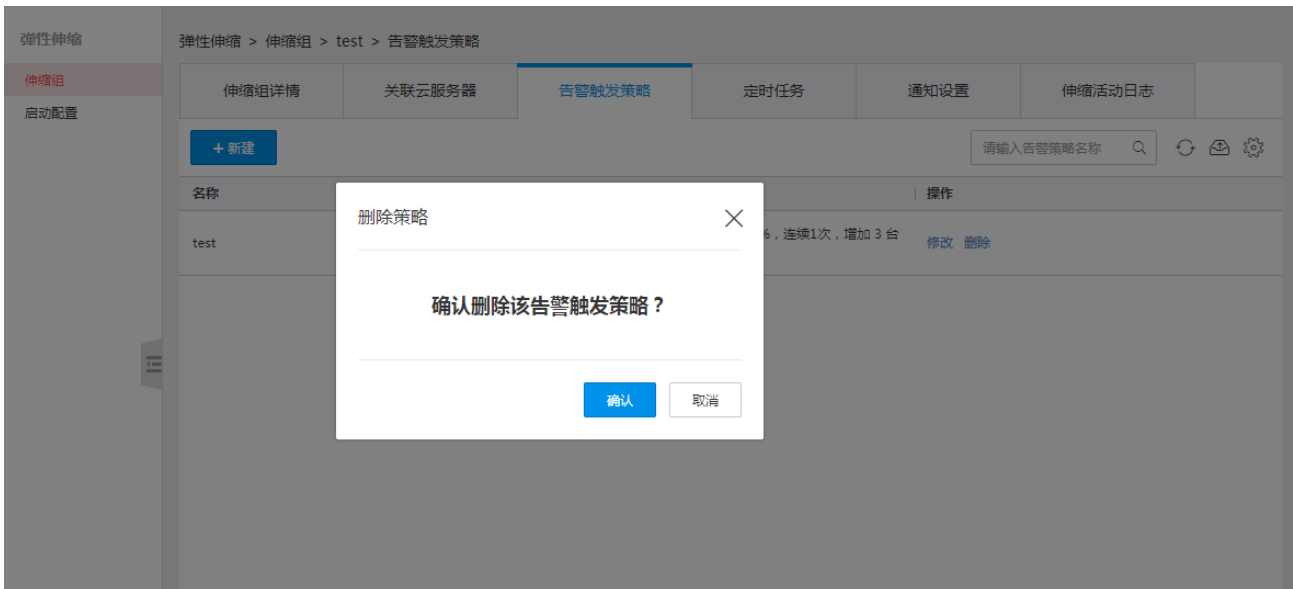 弹性伸缩
伸缩组
启动配置
弹性伸缩 > 伸缩组 > test > 告警触发策略
伸缩组详情 关联云服务器 告警触发策略 定时任务 通知设置 伸缩活动日志
+ 新建 请输入告警策略名称
名称 操作
test %，连续1次，增加 3 台 修改 删除
删除策略
确认删除该告警触发策略？
确认 取消